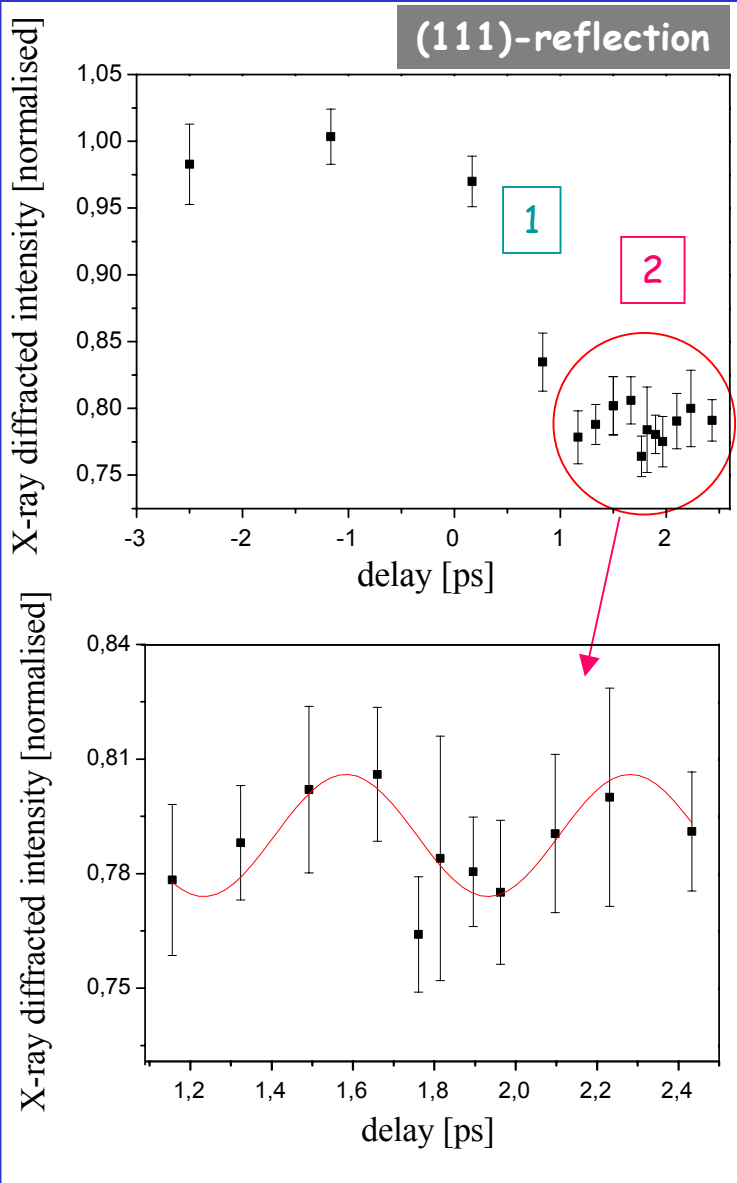 (111)-reflection
X-ray diffracted intensity [normalised]
1,05
1,00
0,95
0,90
0,85
0,80
0,75
1
2
-3 -2 -1 0 1 2
delay [ps]
X-ray diffracted intensity [normalised]
0,84
0,81
0,78
0,75
1,2 1,4 1,6 1,8 2,0 2,2 2,4
delay [ps]